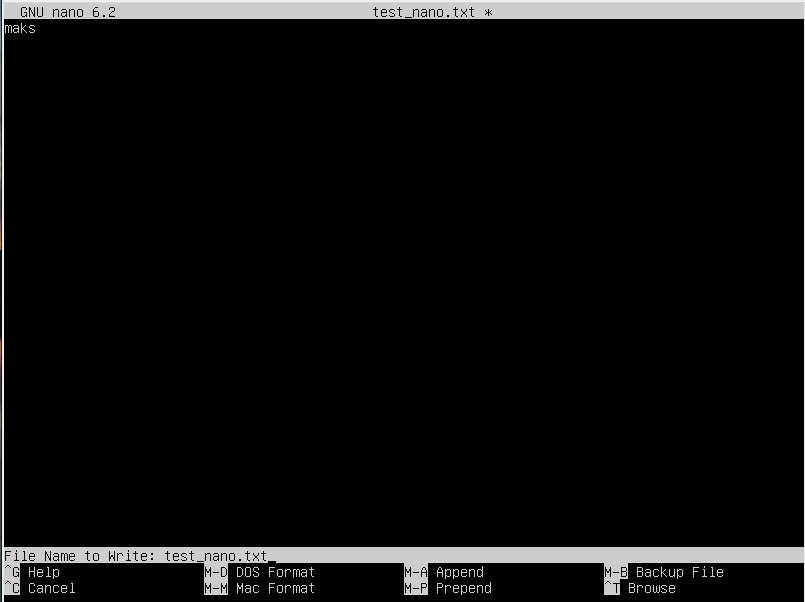 GNU nano 6.2 test_nano.txt *
maks
File Name to Write: test_nano.txt
^G Help M-D DOS Format M-A Append M-B Backup File
^C Cancel M-M Mac Format M-P Prepend ^T Browse